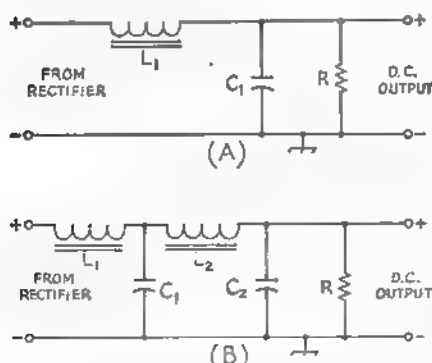 + +
L₁
FROM
RECTIFIER
C₁
R
D.C.
OUTPUT
- -
(A)
+ +
L₁
L₂
FROM
RECTIFIER
C₁
C₂
R
D.C.
OUTPUT
- -
(B)